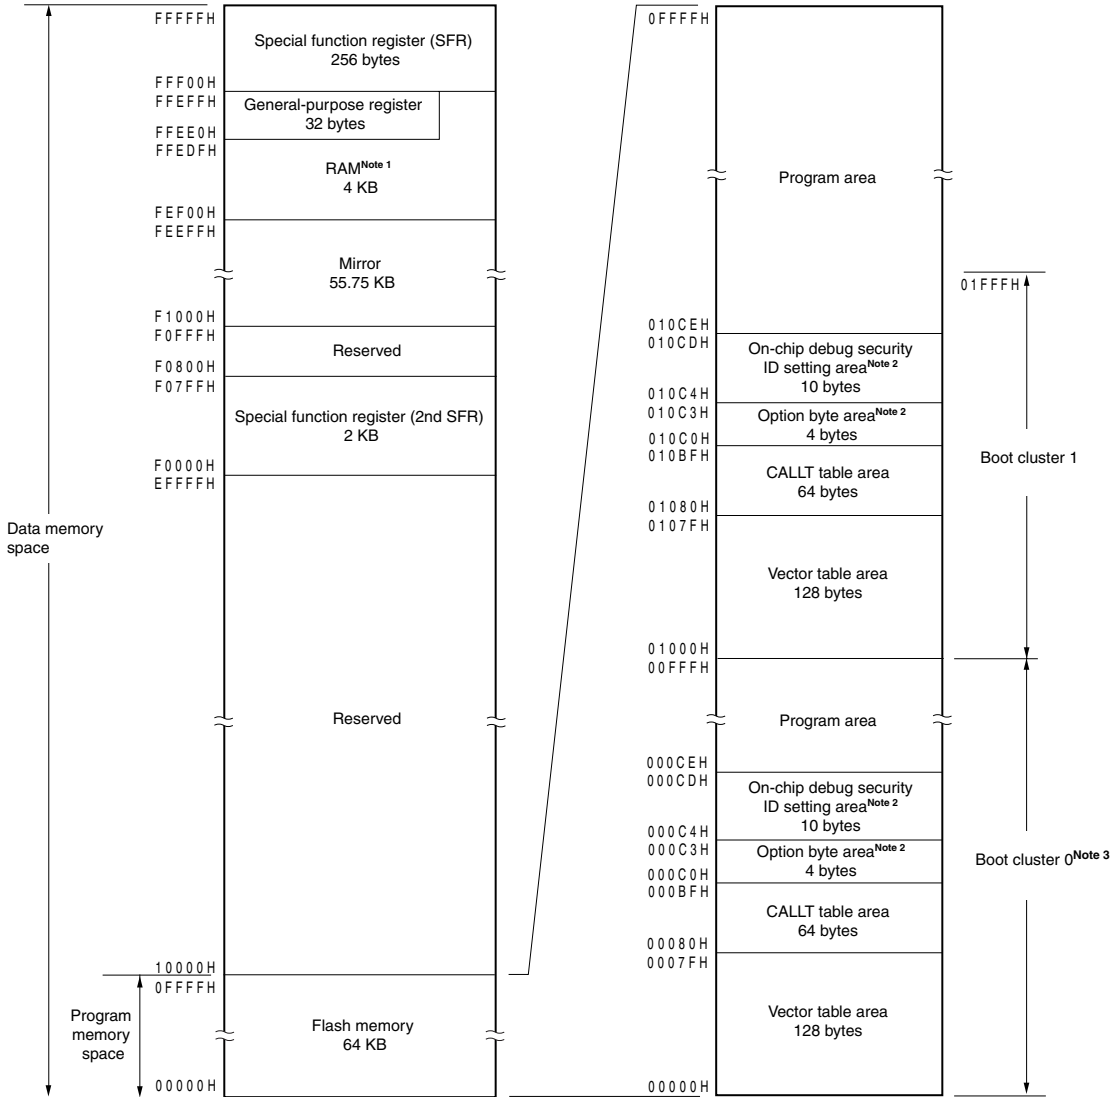 FFFFFH
Special function register (SFR)
256 bytes
FFF00H
FFEFFH
General-purpose register
32 bytes
FFEE0H
FFEDFH
RAMNote 1
4 KB
FEF00H
FEEFFH
Mirror
55.75 KB
F1000H
F0FFFH
Reserved
F0800H
F07FFH
Special function register (2nd SFR)
2 KB
F0000H
EFFFFH
Data memory
space
Reserved
10000H
0FFFFH
Program
memory
space
Flash memory
64 KB
00000H
0FFFFH
Program area
01FFFH
010CEH
010CDH
On-chip debug security
ID setting areaNote 2
10 bytes
010C4H
010C3H
Option byte areaNote 2
4 bytes
010C0H
010BFH
Boot cluster 1
CALLT table area
64 bytes
01080H
0107FH
Vector table area
128 bytes
01000H
00FFFH
Program area
000CEH
000CDH
On-chip debug security
ID setting areaNote 2
10 bytes
000C4H
000C3H
Option byte areaNote 2
4 bytes
Boot cluster 0Note 3
000C0H
000BFH
CALLT table area
64 bytes
00080H
0007FH
Vector table area
128 bytes
00000H